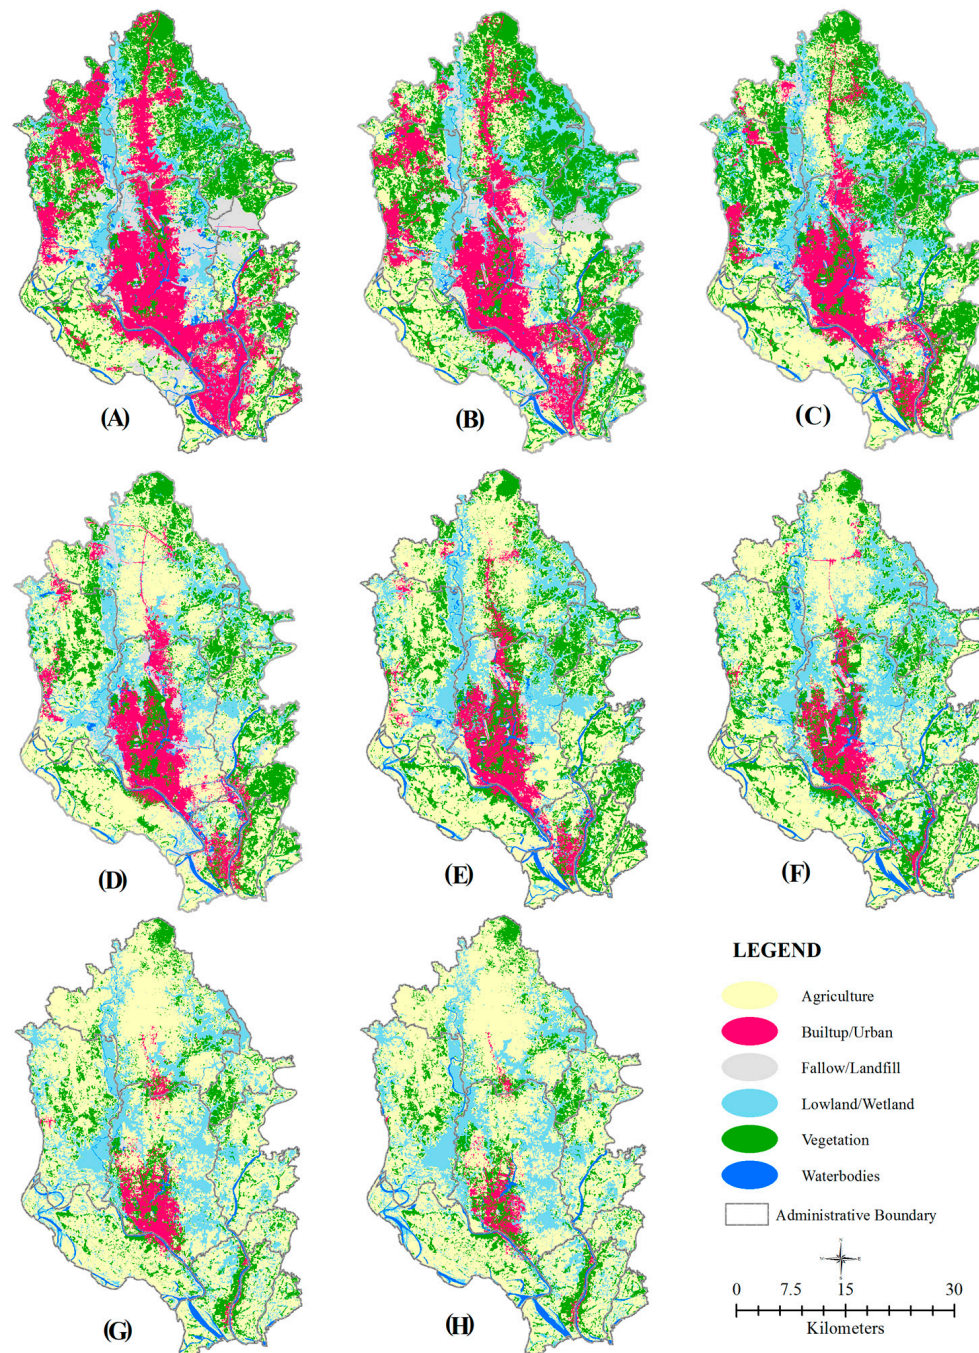 (A)
(B)
(C)
(D)
(E)
(F)
(G)
(H)
LEGEND
Agriculture
Builtup/Urban
Fallow/Landfill
Lowland/Wetland
Vegetation
Waterbodies
Administrative Boundary
N
W E
S
0 7.5 15 30
Kilometers